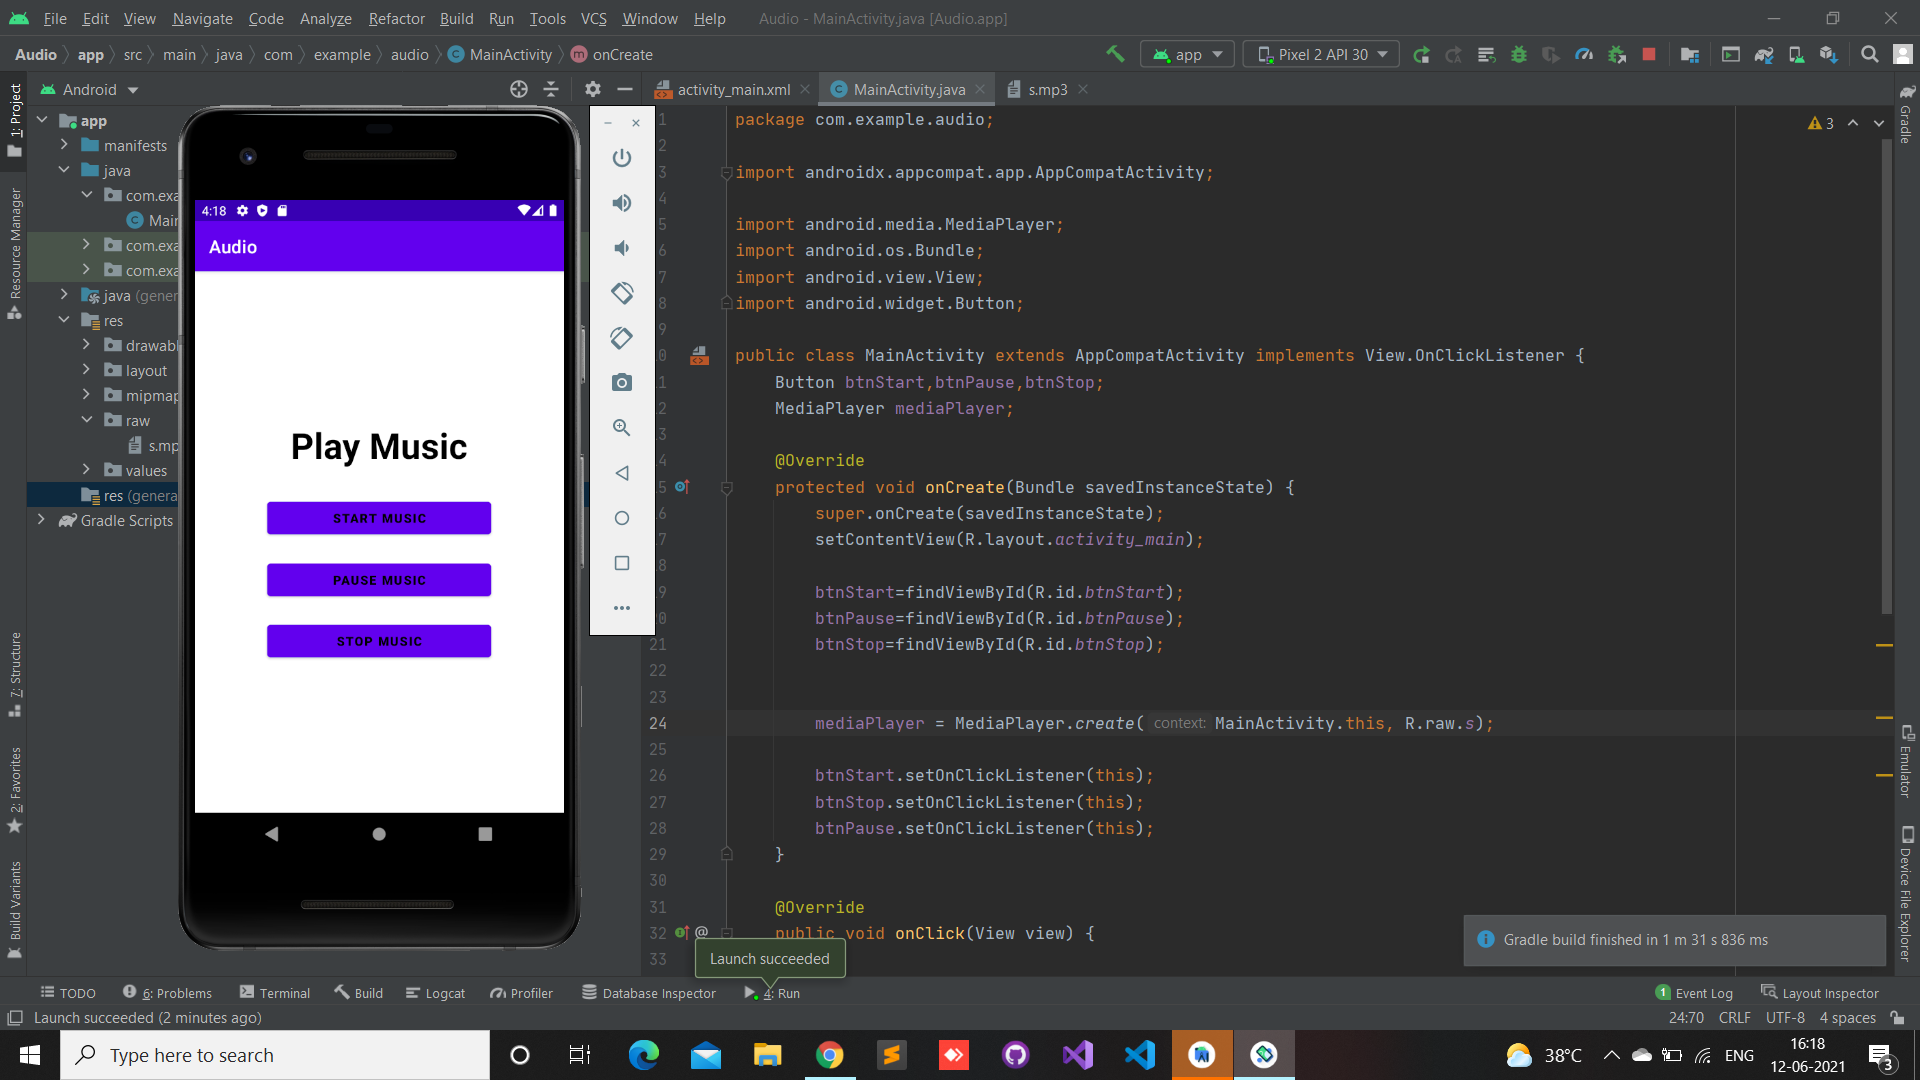 File Edit View Navigate Code Analyze Refactor Build Run Tools VCS Window Help Audio - MainActivity.java [Audio.app]
Audio app src main java com example audio MainActivity onCreate app Pixel 2 API 30
Android activity_main.xml MainActivity.java s.mp3
1: Project
Resource Manager
7: Structure
2: Favorites
Build Variants
app
manifests
java
com.exa
Mair
com.exa
com.exa
java (gener
res
drawabl
layout
mipmap
raw
s.mp
values
res (genera
Gradle Scripts
4:18
Audio
Play Music
START MUSIC
PAUSE MUSIC
STOP MUSIC
3
1 package com.example.audio;
2
3 import androidx.appcompat.app.AppCompatActivity;
4
5 import android.media.MediaPlayer;
6 import android.os.Bundle;
7 import android.view.View;
8 import android.widget.Button;
9
0 public class MainActivity extends AppCompatActivity implements View.OnClickListener {
1 Button btnStart,btnPause,btnStop;
2 MediaPlayer mediaPlayer;
3
4 @Override
5 protected void onCreate(Bundle savedInstanceState) {
6 super.onCreate(savedInstanceState);
7 setContentView(R.layout.activity_main);
8
9 btnStart=findViewById(R.id.btnStart);
0 btnPause=findViewById(R.id.btnPause);
21 btnStop=findViewById(R.id.btnStop);
22
23
24 mediaPlayer = MediaPlayer.create( context: MainActivity.this, R.raw.s);
25
26 btnStart.setOnClickListener(this);
27 btnStop.setOnClickListener(this);
28 btnPause.setOnClickListener(this);
29 }
30
31 @Override
32 @ public void onClick(View view) {
33
Gradle
Emulator
Device File Explorer
Launch succeeded
Gradle build finished in 1 m 31 s 836 ms
TODO 6: Problems Terminal Build Logcat Profiler Database Inspector 4: Run 1 Event Log Layout Inspector
Launch succeeded (2 minutes ago) 24:70 CRLF UTF-8 4 spaces
Type here to search 38°C ENG 16:18
12-06-2021 3